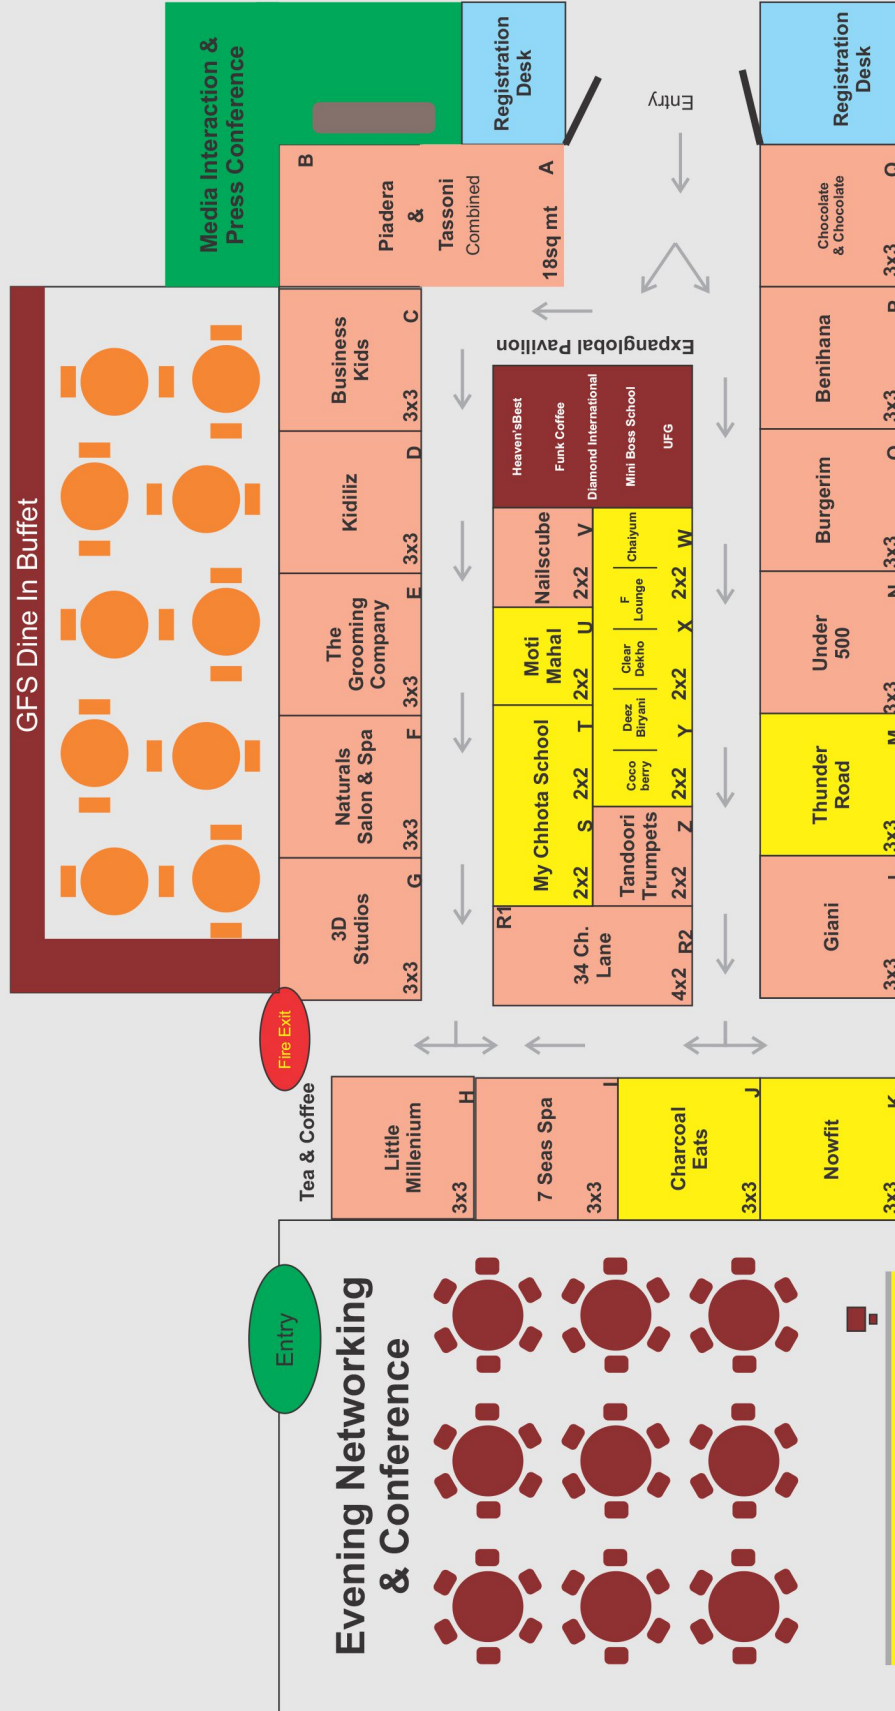 Media Interaction &
Press Conference
Registration
Desk
Registration
Desk
Entry
B
Piadera
&
Tassoni
Combined
A
18sq mt
Chocolate
& Chocolate
3x3
GFS Dine In Buffet
Business
Kids
C
3x3
Kidiliz
D
3x3
The
Grooming
Company
E
3x3
Naturals
Salon & Spa
F
3x3
3D
Studios
G
3x3
Expanglobal Pavilion
Heaven'sBest
Funk Coffee
Diamond International
Mini Boss School
UFG
Nailscube
V
2x2
Moti
Mahal
U
2x2
My Chhota School
T
2x2
S
2x2
Chaiyum
W
2x2
F
Lounge
X
Clear
Dekho
2x2
Deez
Biryani
Y
Coco
berry
2x2
Tandoori
Trumpets
Z
2x2
R1
34 Ch.
Lane
R2
4x2
Benihana
3x3
Burgerim
3x3
Under
500
3x3
Thunder
Road
M
3x3
Giani
3x3
Fire Exit
Tea & Coffee
Little
Millenium
H
3x3
7 Seas Spa
I
3x3
Charcoal
Eats
J
3x3
Nowfit
K
3x3
Entry
Evening Networking
& Conference